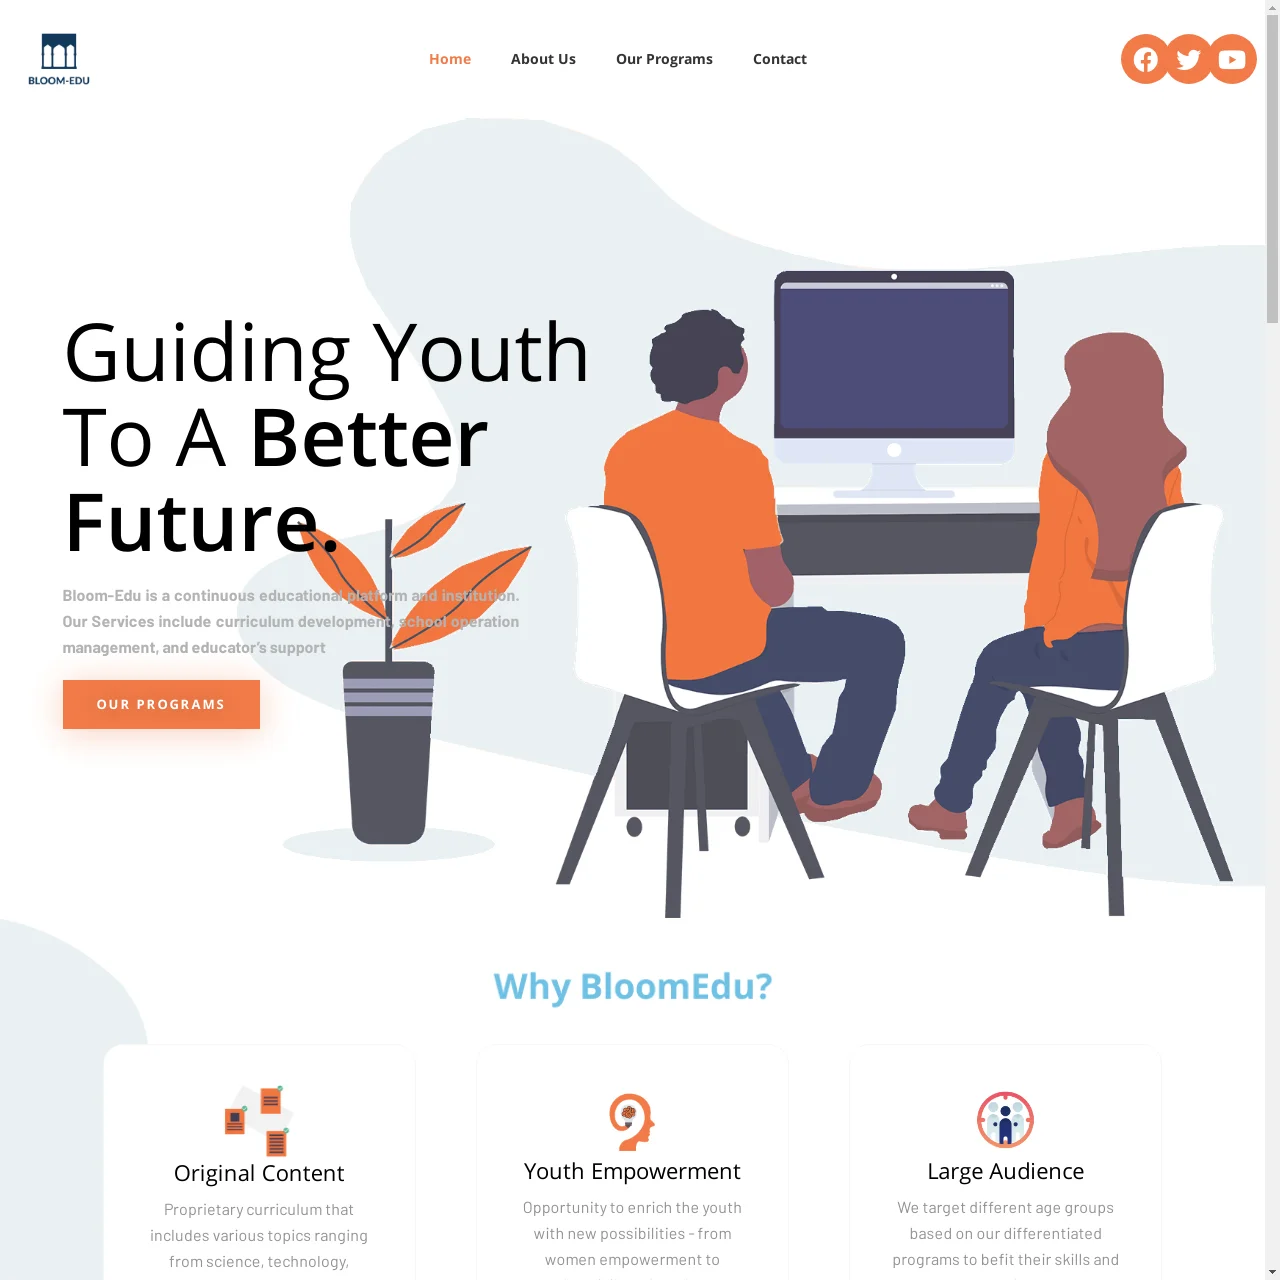 BLOOM-EDU
Home
About Us
Our Programs
Contact
Guiding Youth
To A Better
Future.
Bloom-Edu is a continuous educational platform and institution.
Our Services include curriculum development, school operation
management, and educator's support
OUR PROGRAMS
Why BloomEdu?
Original Content
Proprietary curriculum that
includes various topics ranging
from science, technology,
Youth Empowerment
Opportunity to enrich the youth
with new possibilities - from
women empowerment to
Large Audience
We target different age groups
based on our differentiated
programs to befit their skills and